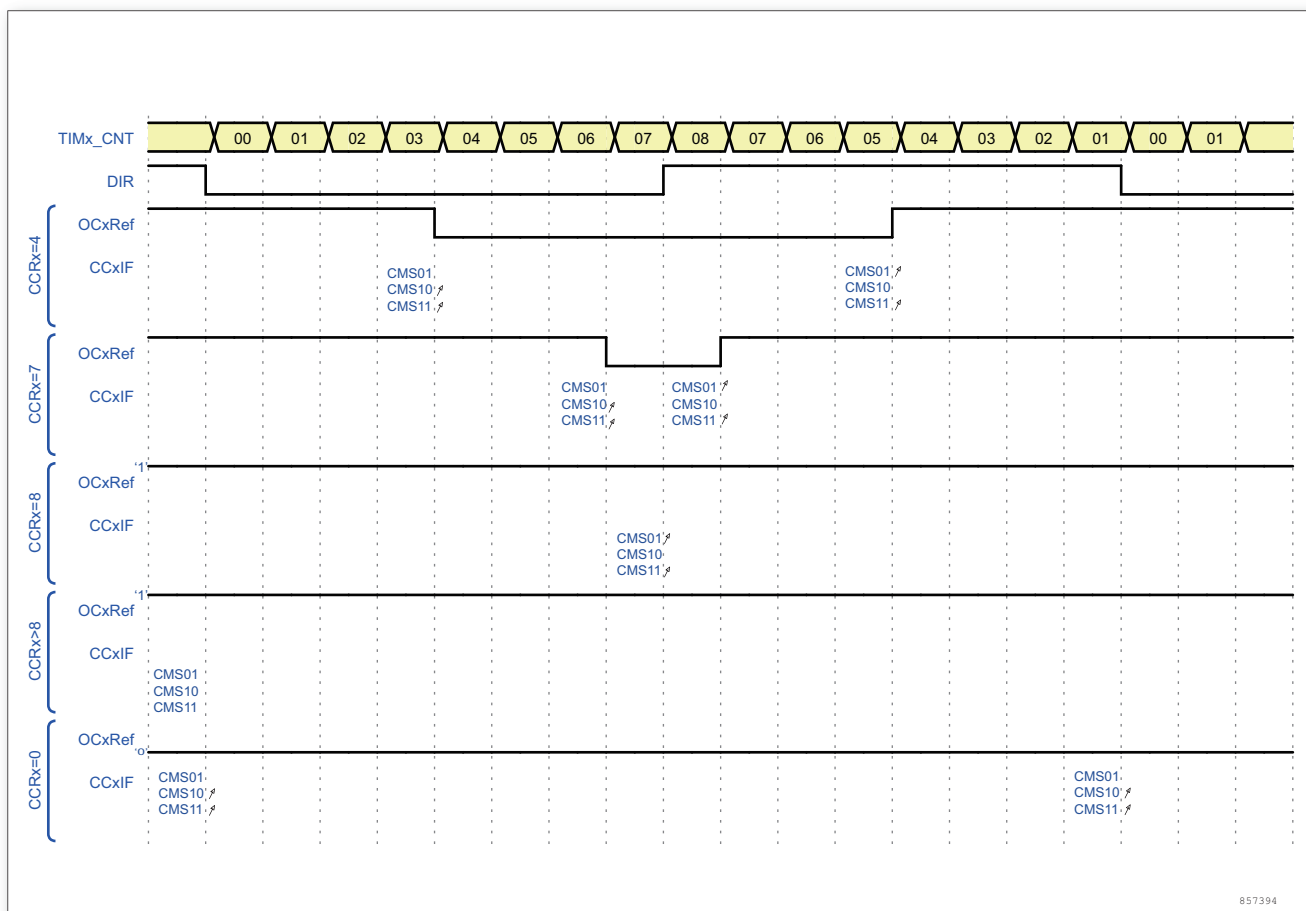 TIMx_CNT 00 01 02 03 04 05 06 07 08 07 06 05 04 03 02 01 00 01
DIR
CCRx=4
OCxRef
CCxIF
CMS01 CMS01
CMS10 CMS10
CMS11 CMS11
CCRx=7
OCxRef
CCxIF
CMS01 CMS01
CMS10 CMS10
CMS11 CMS11
CCRx=8
'1'
OCxRef
CCxIF
CMS01
CMS10
CMS11
CCRx>8
'1'
OCxRef
CCxIF
CMS01
CMS10
CMS11
CCRx=0
OCxRef
'0'
CCxIF
CMS01 CMS01
CMS10 CMS10
CMS11 CMS11
857394